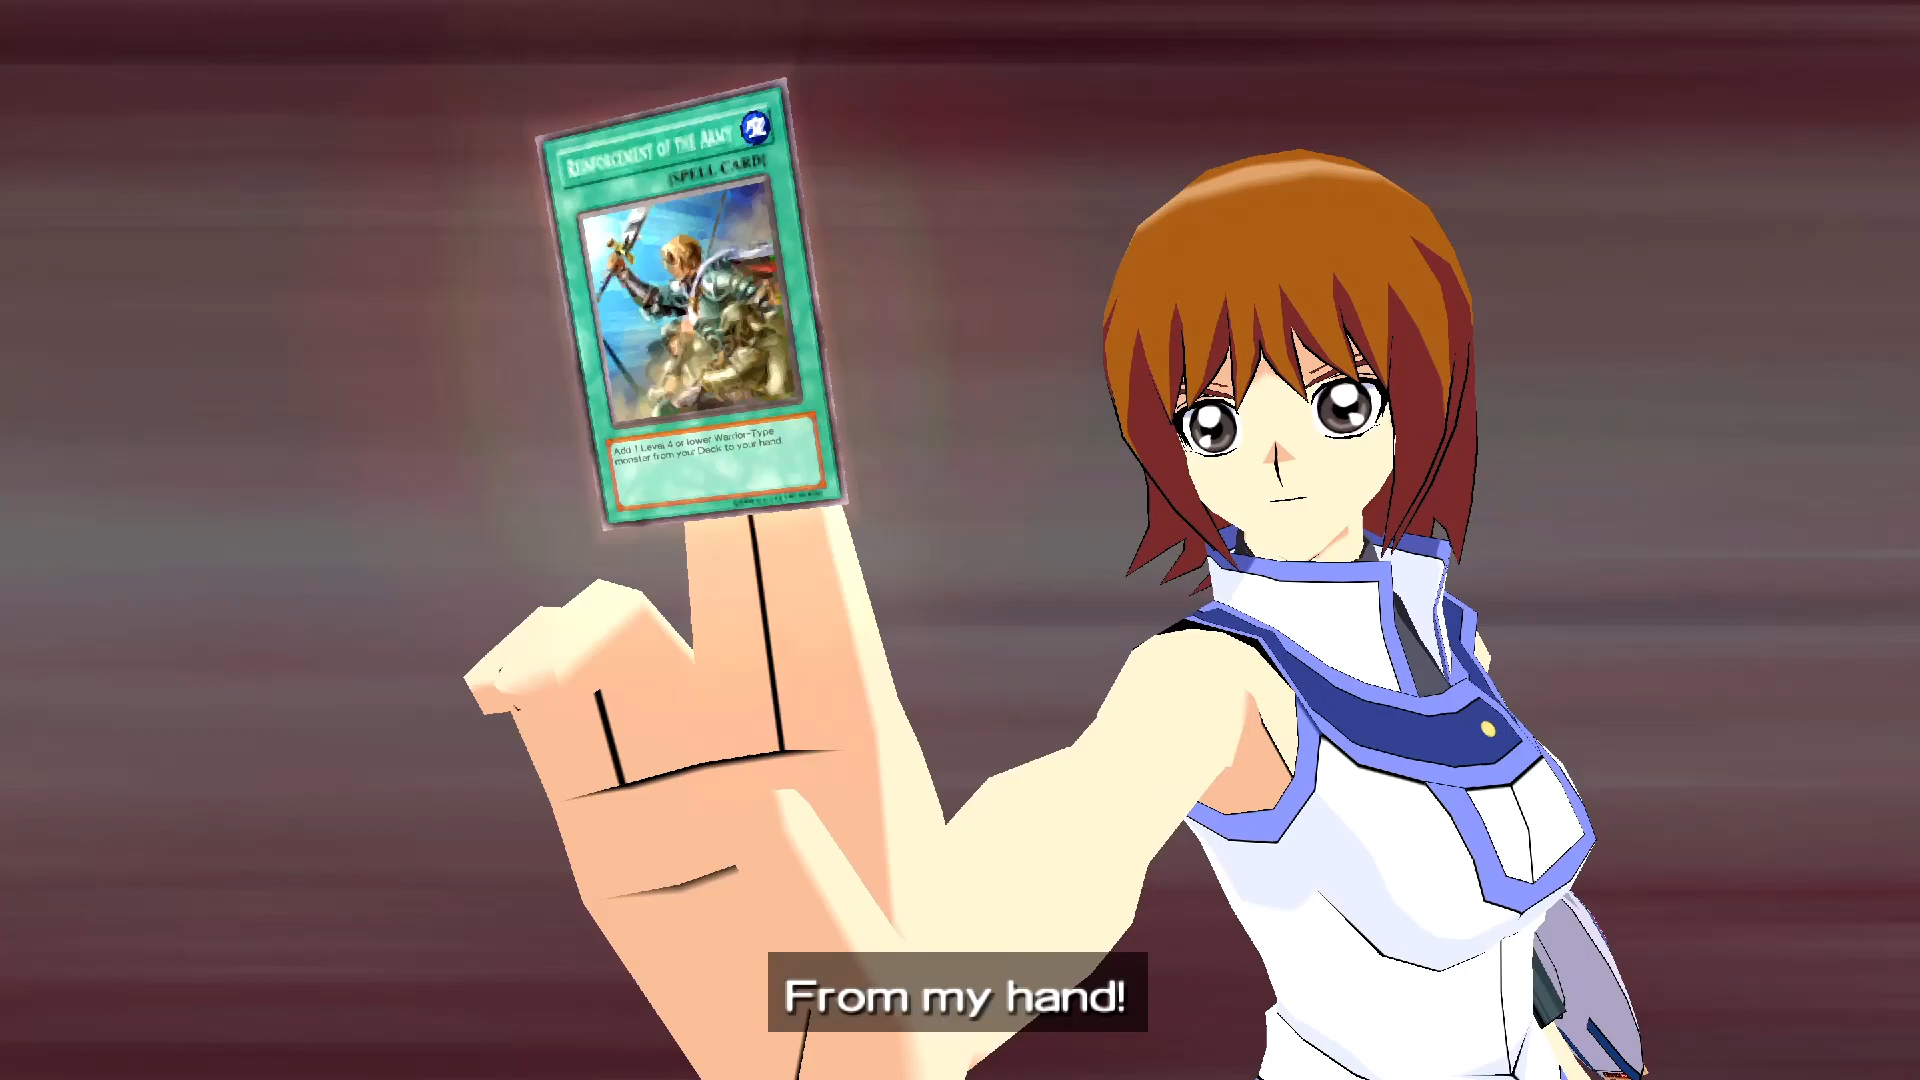 Reinforcement of the Army
[SPELL CARD]
Add 1 Level 4 or lower Warrior-Type
monster from your Deck to your hand.
From my hand!